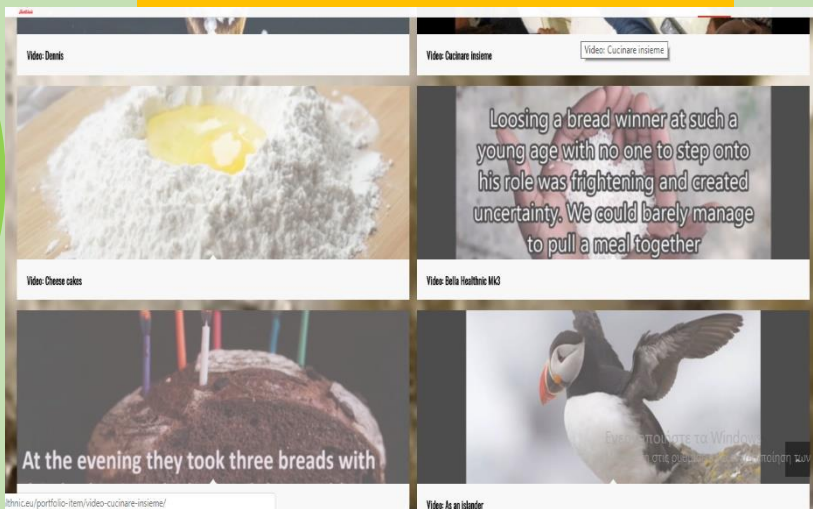 Video: Dennis
Video: Cucinare insieme
Video: Cucinare insieme
Loosing a bread winner at such a
young age with no one to step onto
his role was frightening and created
uncertainty. We could barely manage
to pull a meal together
Video: Cheese cakes
Video: Bella Healthnic Mk3
At the evening they took three breads with
τα Windows
lthnic.eu/portfolio-item/video-cucinare-insieme/
Video: As an islander